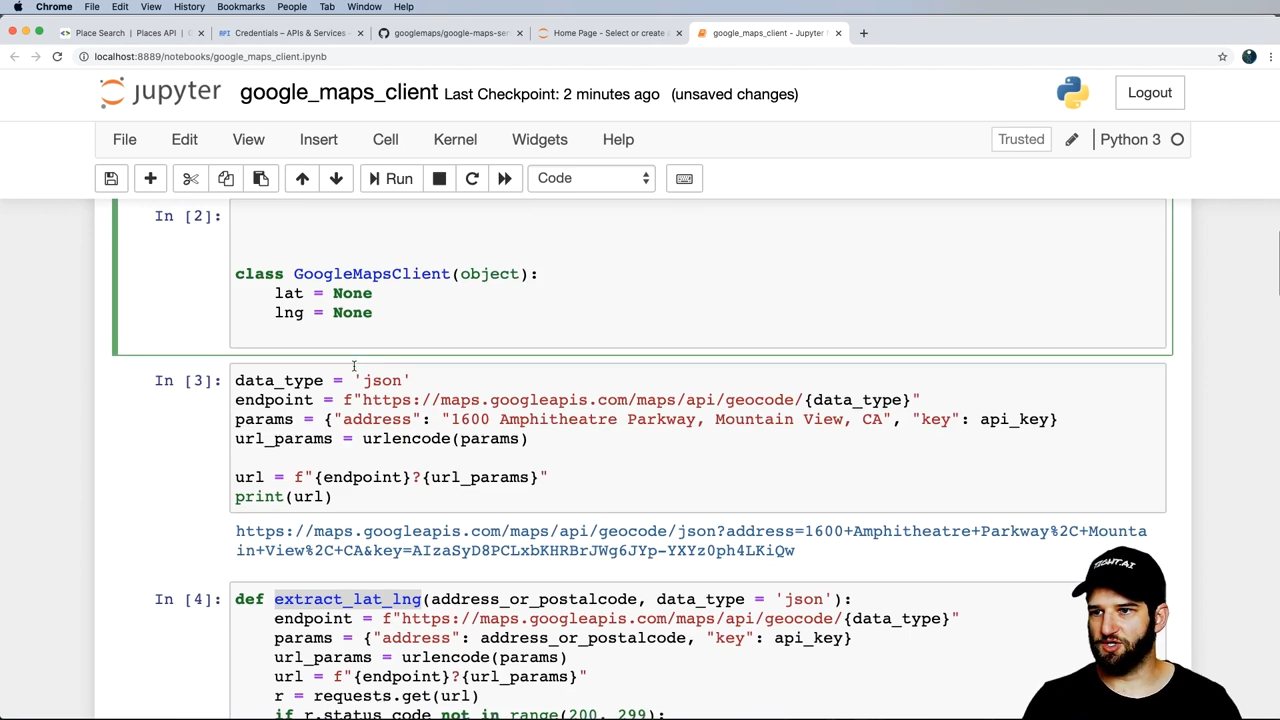 Chrome File Edit View History Bookmarks People Tab Window Help
Place Search | Places API | Credentials – APIs & Services googlemaps/google-maps-ser Home Page - Select or create a google_maps_client - Jupyter
localhost:8889/notebooks/google_maps_client.ipynb
jupyter google_maps_client Last Checkpoint: 2 minutes ago (unsaved changes) Logout
File Edit View Insert Cell Kernel Widgets Help Trusted Python 3
Run Code
In [2]:
class GoogleMapsClient(object):
lat = None
lng = None
In [3]: data_type = 'json'
endpoint = f"https://maps.googleapis.com/maps/api/geocode/{data_type}"
params = {"address": "1600 Amphitheatre Parkway, Mountain View, CA", "key": api_key}
url_params = urlencode(params)
url = f"{endpoint}?{url_params}"
print(url)
https://maps.googleapis.com/maps/api/geocode/json?address=1600+Amphitheatre+Parkway%2C+Mounta
in+View%2C+CA&key=AIzaSyD8PCLxbKHRBrJWg6JYp-YXYz0ph4LKiQw
In [4]: def extract_lat_lng(address_or_postalcode, data_type = 'json'):
endpoint = f"https://maps.googleapis.com/maps/api/geocode/{data_type}"
params = {"address": address_or_postalcode, "key": api_key}
url_params = urlencode(params)
url = f"{endpoint}?{url_params}"
r = requests.get(url)
if r.status_code not in range(200, 299):